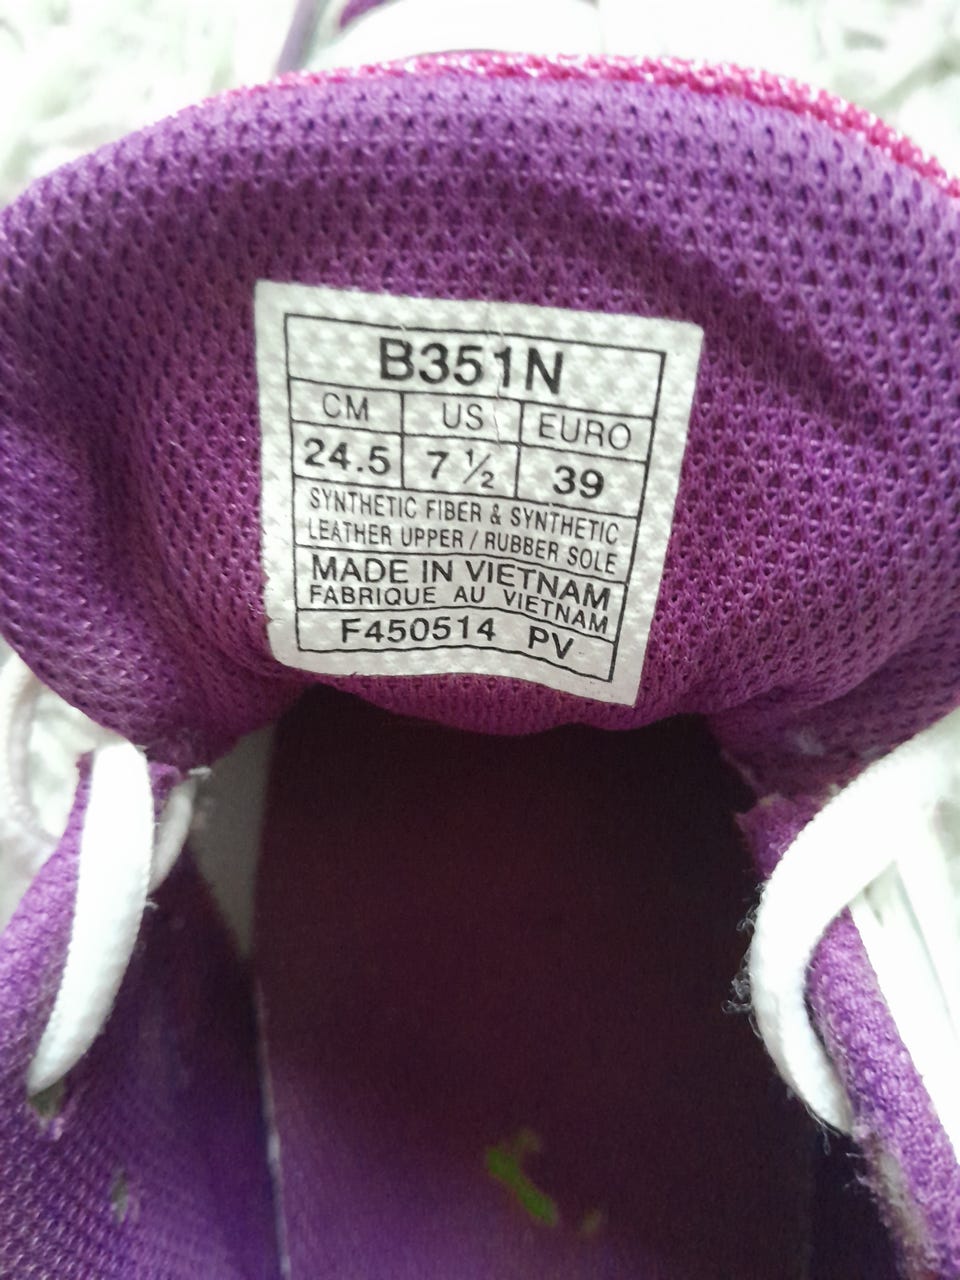 B351N
CM US EURO
24.5 7 ½ 39
SYNTHETIC FIBER & SYNTHETIC
LEATHER UPPER / RUBBER SOLE
MADE IN VIETNAM
FABRIQUE AU VIETNAM
F450514 PV